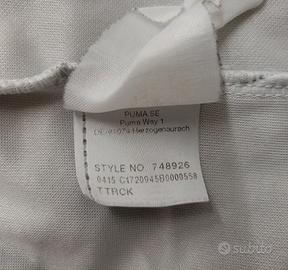 PUMA SE
Puma Way 1
DE-91074 Herzogenaurach
STYLE NO. 748926
0415 C1720945B0000558
TTRCK
subito